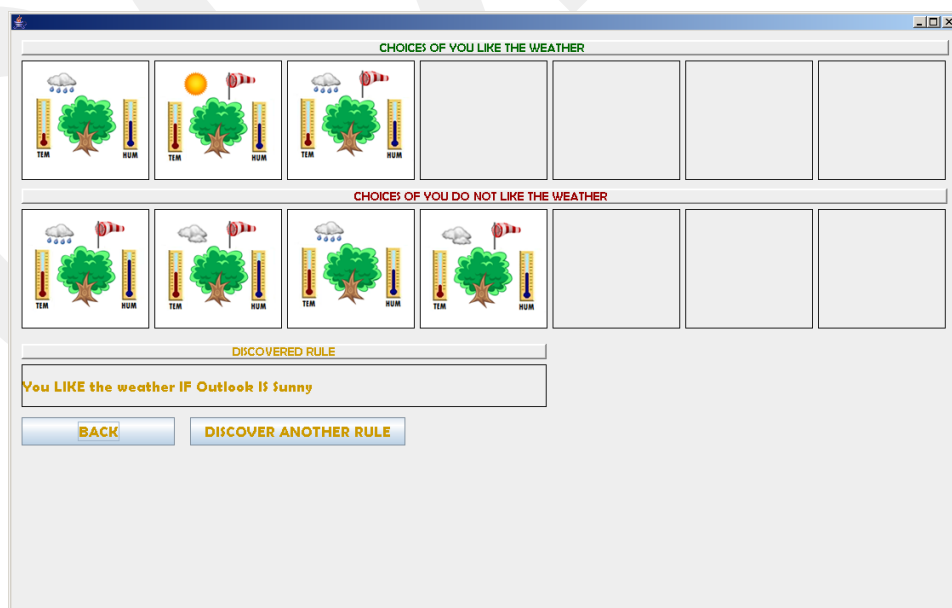 CHOICES OF YOU LIKE THE WEATHER
TEM HUM TEM HUM TEM HUM
CHOICES OF YOU DO NOT LIKE THE WEATHER
TEM HUM TEM HUM TEM HUM TEM HUM
DISCOVERED RULE
You LIKE the weather IF Outlook IS Sunny
BACK DISCOVER ANOTHER RULE